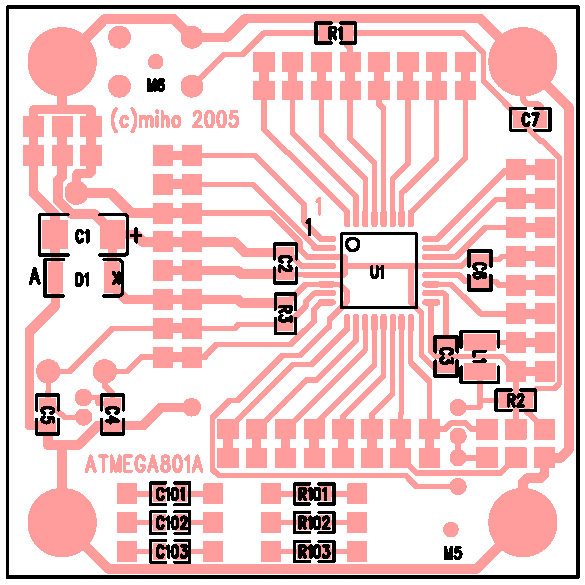 R1
M6
C7
(c)miho 2005
1
1
C1 +
C2
U1
C6
A D1 K
R3
C3
L1
R2
C5
C4
ATMEGA801A
C101
R101
C102
R102
C103
R103
M5